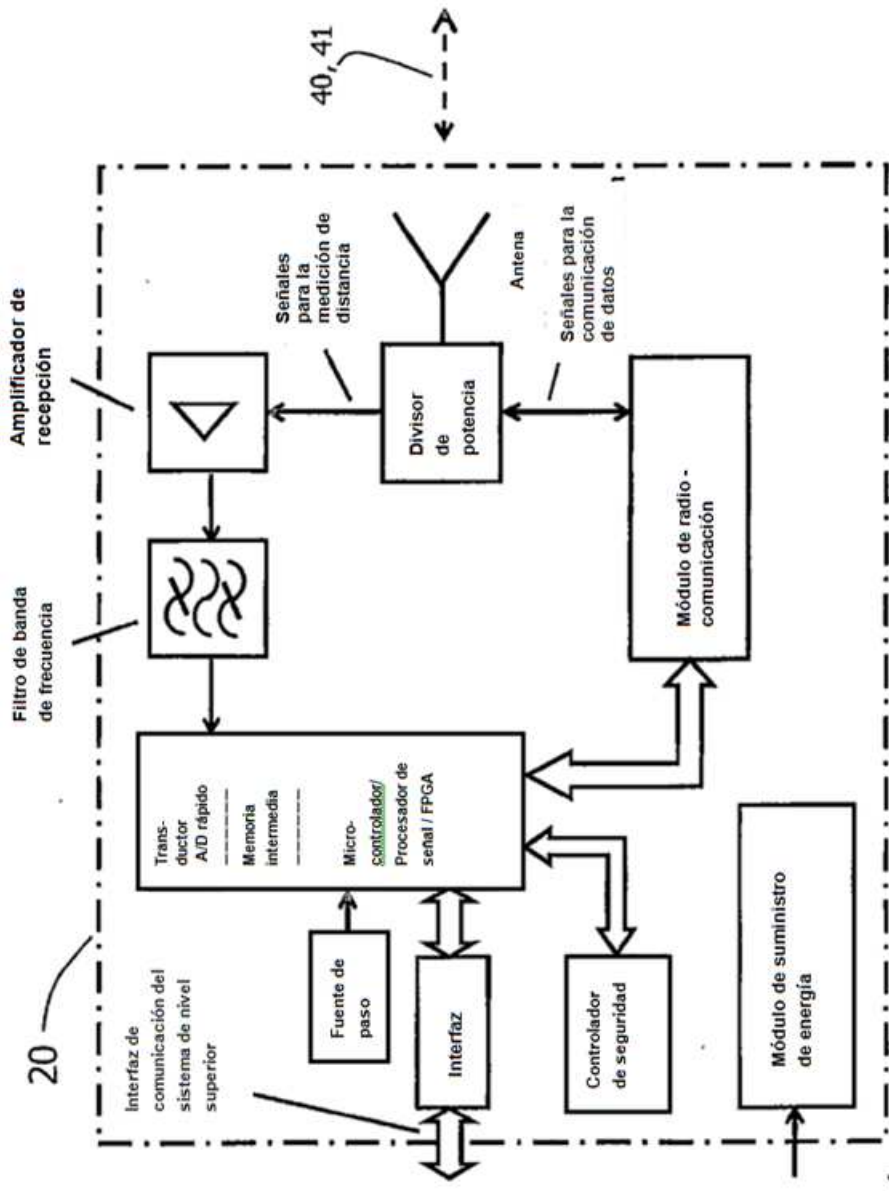 20
Interfaz de
comunicación del
sistema de nivel
superior
Filtro de banda
de frecuencia
Amplificador de
recepción
Trans-
ductor
A/D rápido
Memoria
intermedia
Micro-
controlador/
Procesador de
señal / FPGA
Señales
para la
medición de
distancia
40, 41
Fuente de
paso
Divisor
de
potencia
Antena
Interfaz
Señales para la
comunicación
de datos
Controlador
de seguridad
Módulo de radio -
comunicación
Módulo de suministro
de energía